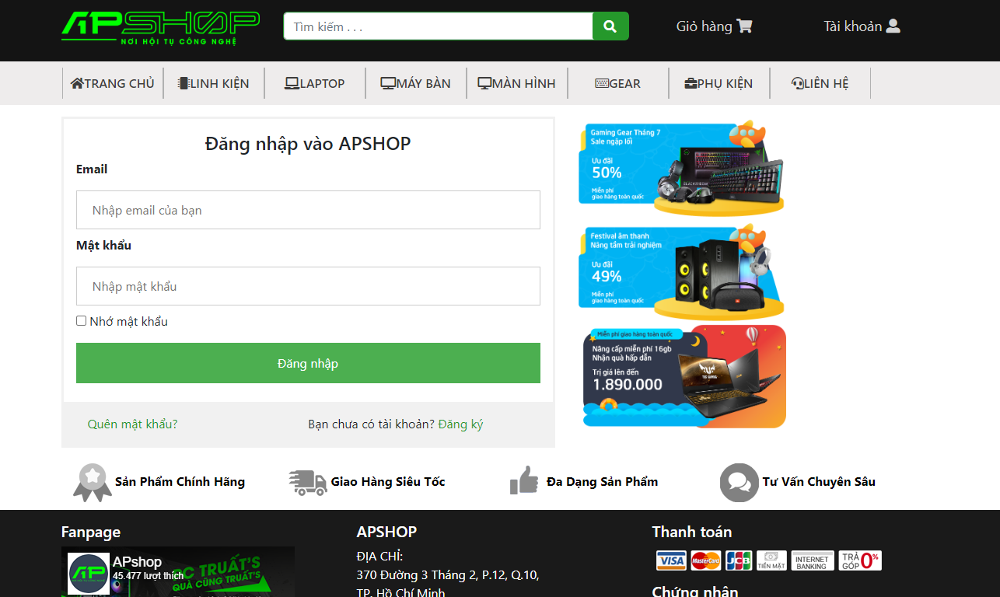 APSHOP
NƠI HỘI TỤ CÔNG NGHỆ
Tìm kiếm . . .
Giỏ hàng
Tài khoản
TRANG CHỦ
LINH KIỆN
LAPTOP
MÁY BÀN
MÀN HÌNH
GEAR
PHỤ KIỆN
LIÊN HỆ
Đăng nhập vào APSHOP
Email
Nhập email của bạn
Mật khẩu
Nhập mật khẩu
Nhớ mật khẩu
Đăng nhập
Quên mật khẩu?
Bạn chưa có tài khoản? Đăng ký
Gaming Gear Tháng 7
Sale ngập lối
Ưu đãi
50%
Miễn phí
giao hàng toàn quốc
Festival âm thanh
Nâng tầm trải nghiệm
Ưu đãi
49%
Miễn phí
giao hàng toàn quốc
Miễn phí giao hàng toàn quốc
Nâng cấp miễn phí 16gb
Nhận quà hấp dẫn
Trị giá lên đến
1.890.000
Sản Phẩm Chính Hãng
Giao Hàng Siêu Tốc
Đa Dạng Sản Phẩm
Tư Vấn Chuyên Sâu
Fanpage
AP
APshop
45.477 lượt thích
PC TRUẤT'S
QUÀ CŨNG TRUẤT'S
APSHOP
ĐỊA CHỈ:
370 Đường 3 Tháng 2, P.12, Q.10,
TP. Hồ Chí Minh
Thanh toán
VISA
MasterCard
JCB
TIỀN MẶT
INTERNET
BANKING
TRẢ
GÓP 0%
Chứng nhận